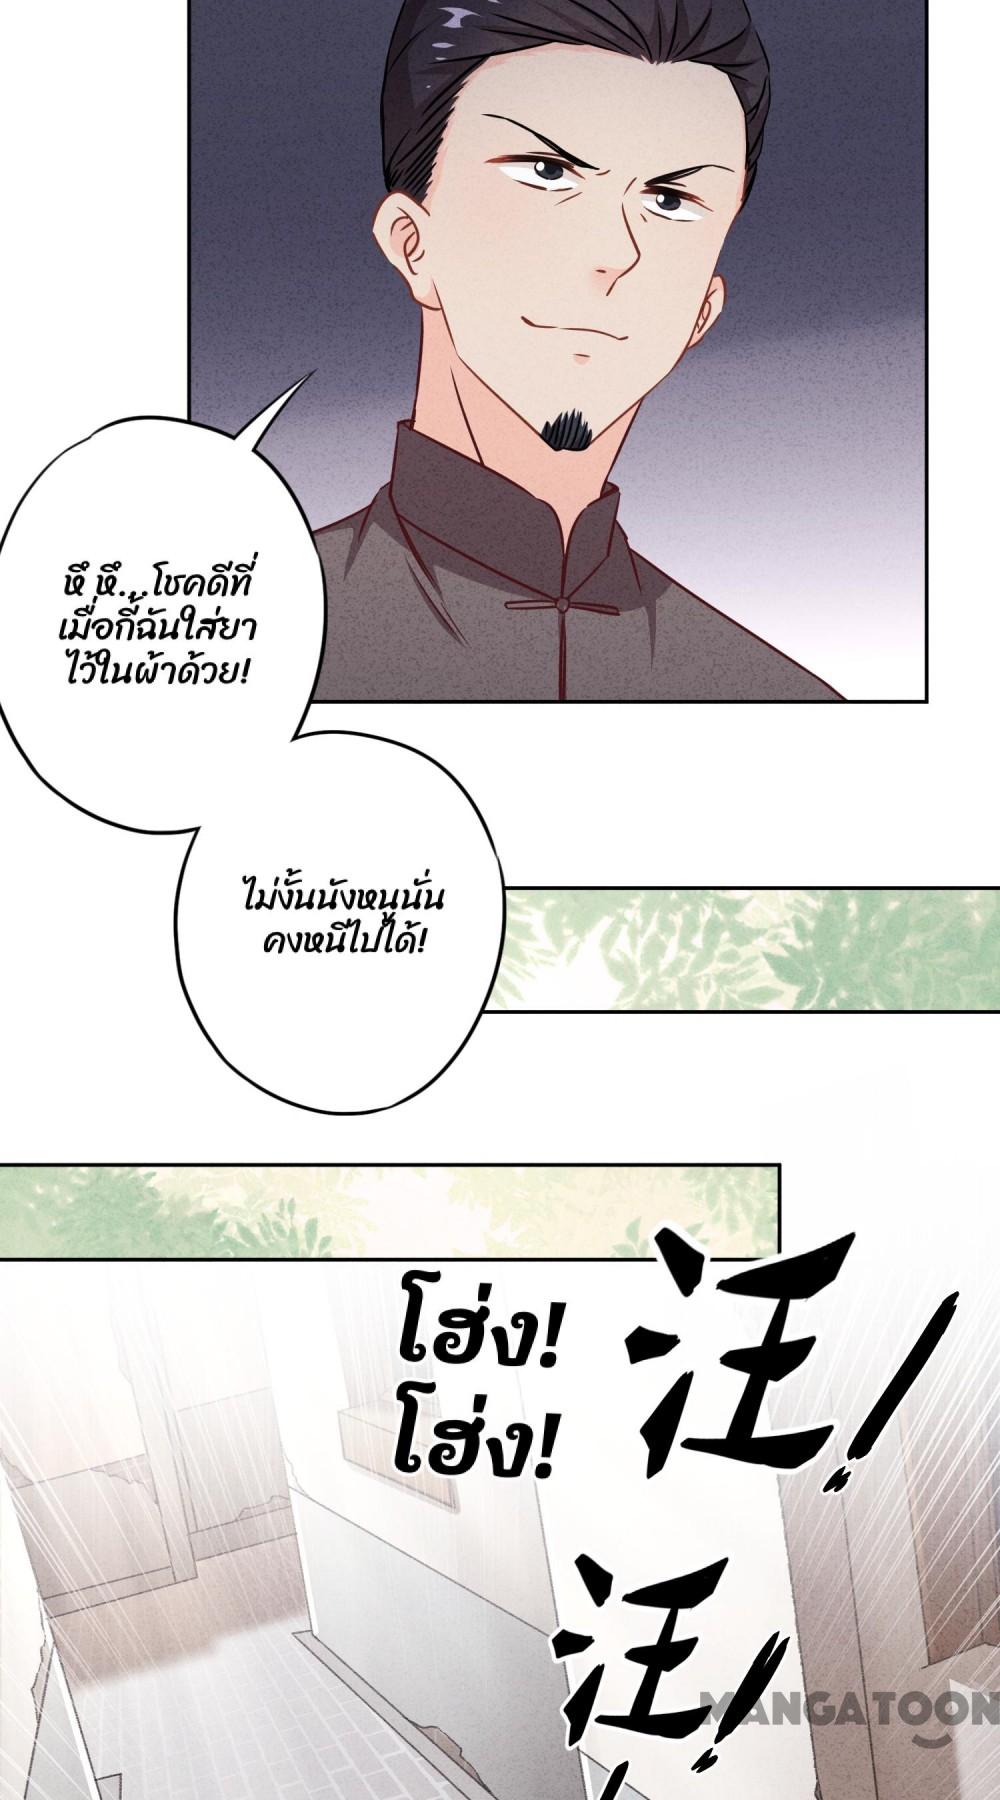 หึ หึ...โชคดีที่
เมื่อกี้ฉันใส่ยา
ไว้ในผ้าด้วย!
ไม่งั้นนังหนูนั่น
คงหนีไปได้!
โฮ่ง!
汪!
โฮ่ง!
汪!
MANGATOON